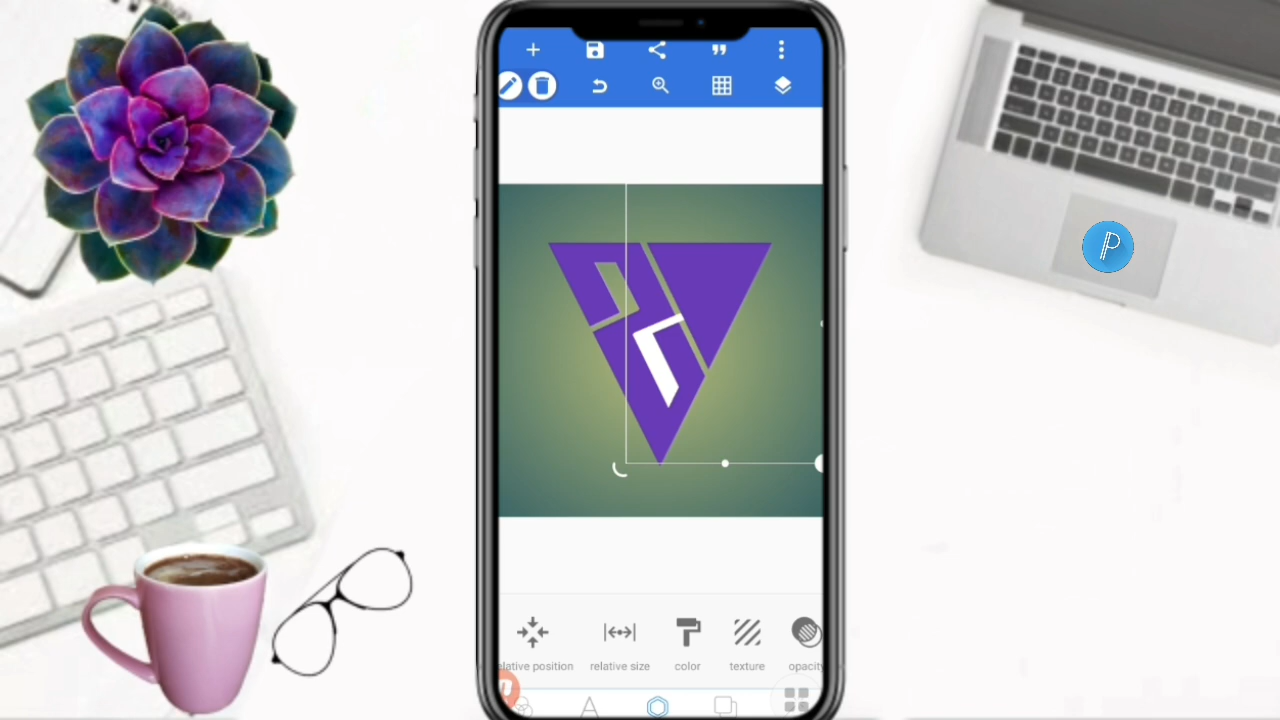 elative position
relative size
color
texture
opacity